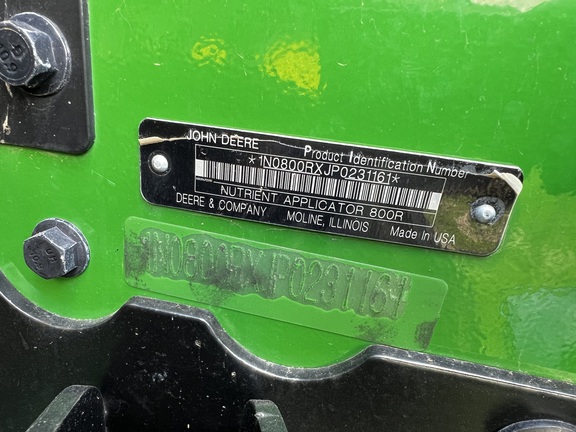 JOHN DEERE Product Identification Number
*1N0800RXJP0231161*
NUTRIENT APPLICATOR 800R
DEERE & COMPANY MOLINE, ILLINOIS Made in USA
1N0800RXJP0231161